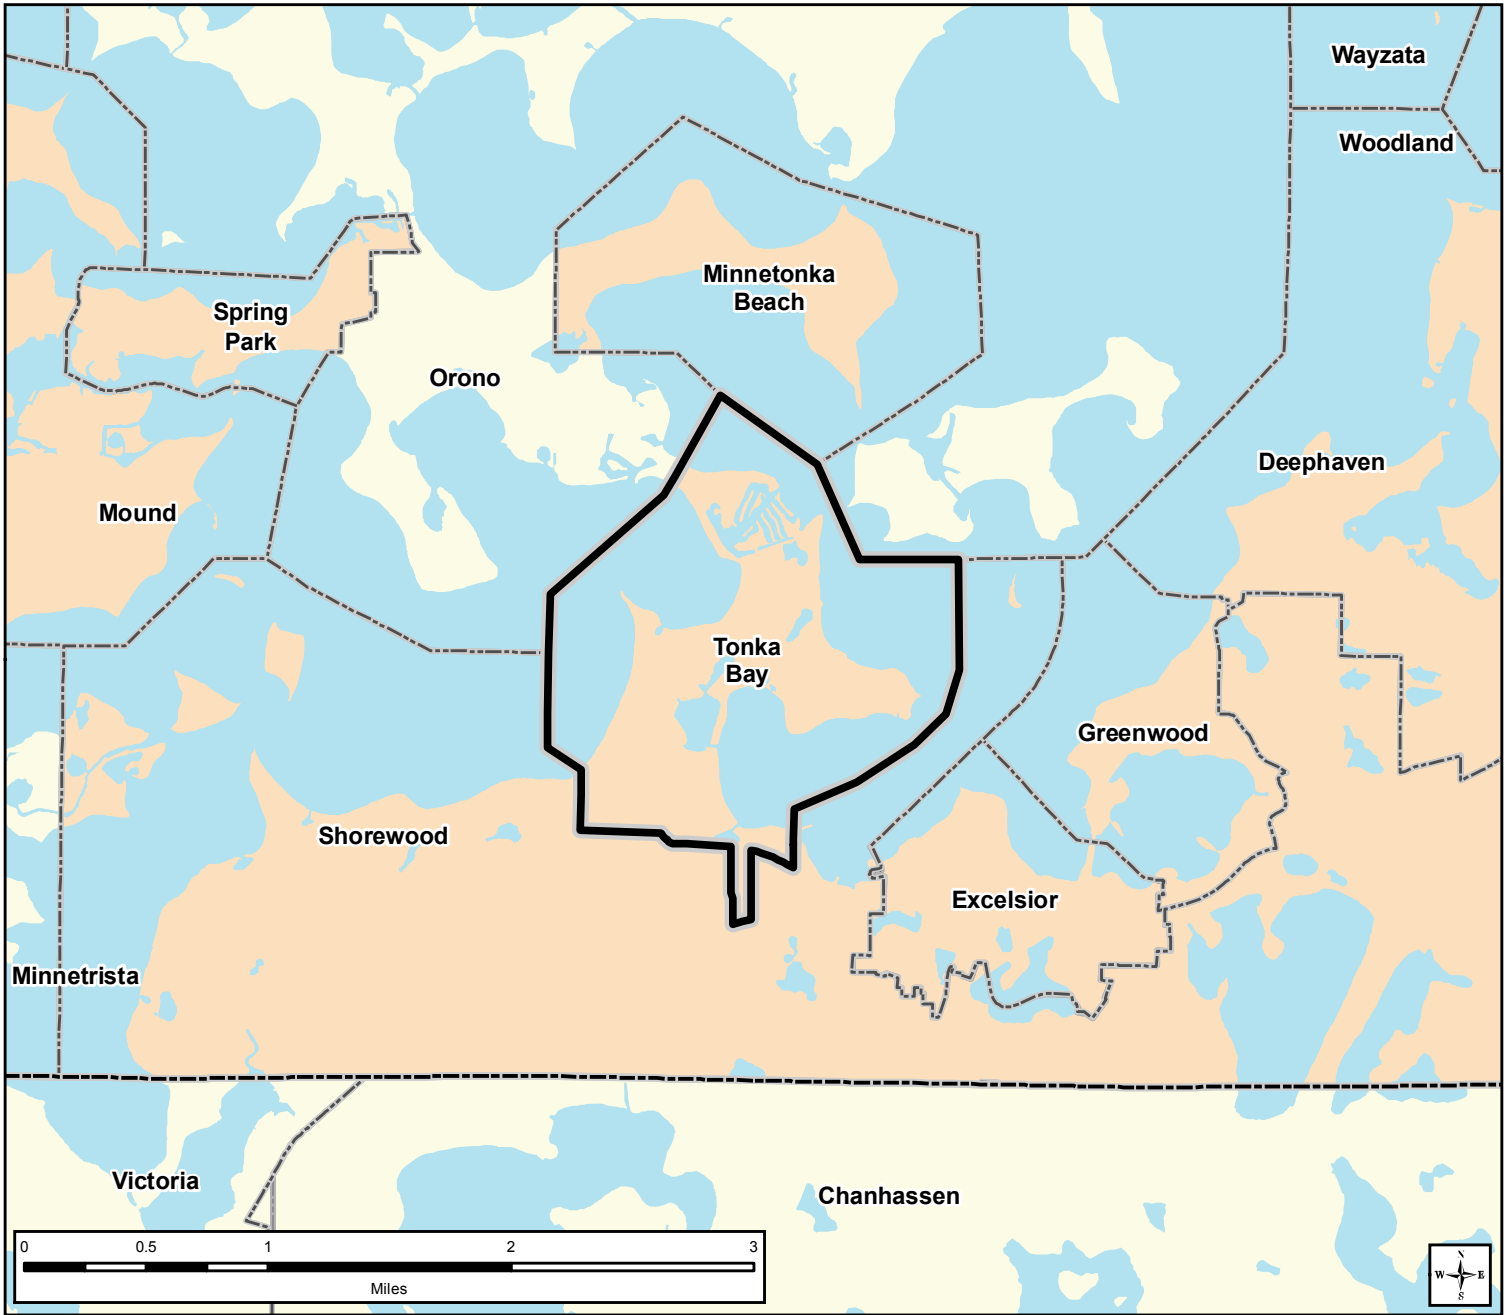 Wayzata
Woodland
Minnetonka
Beach
Spring
Park
Orono
Deephaven
Mound
Tonka
Bay
Greenwood
Shorewood
Excelsior
Minnetrista
Victoria
Chanhassen
0 0.5 1 2 3
Miles
N
W E
S